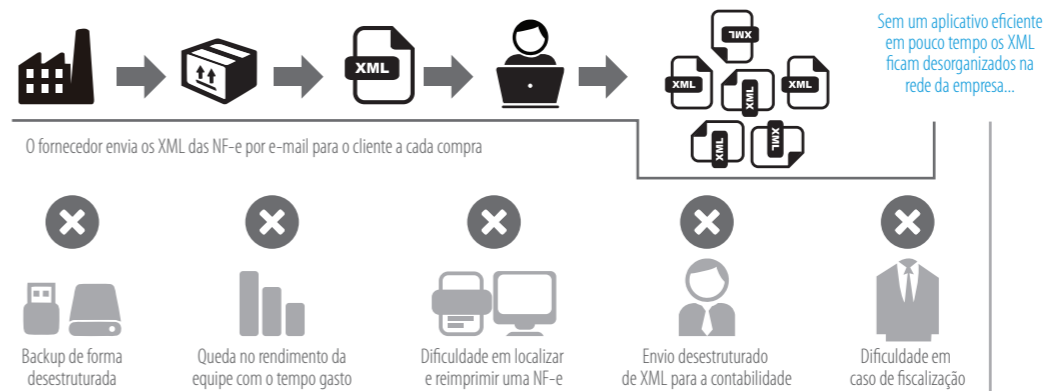 XML
XML
XML
XML
XML
XML
XML
Sem um aplicativo eficiente
em pouco tempo os XML
ficam desorganizados na
rede da empresa...
O fornecedor envia os XML das NF-e por e-mail para o cliente a cada compra
Backup de forma
desestruturada
Queda no rendimento da
equipe com o tempo gasto
Dificuldade em localizar
e reimprimir uma NF-e
Envio desestruturado
de XML para a contabilidade
Dificuldade em
caso de fiscalização